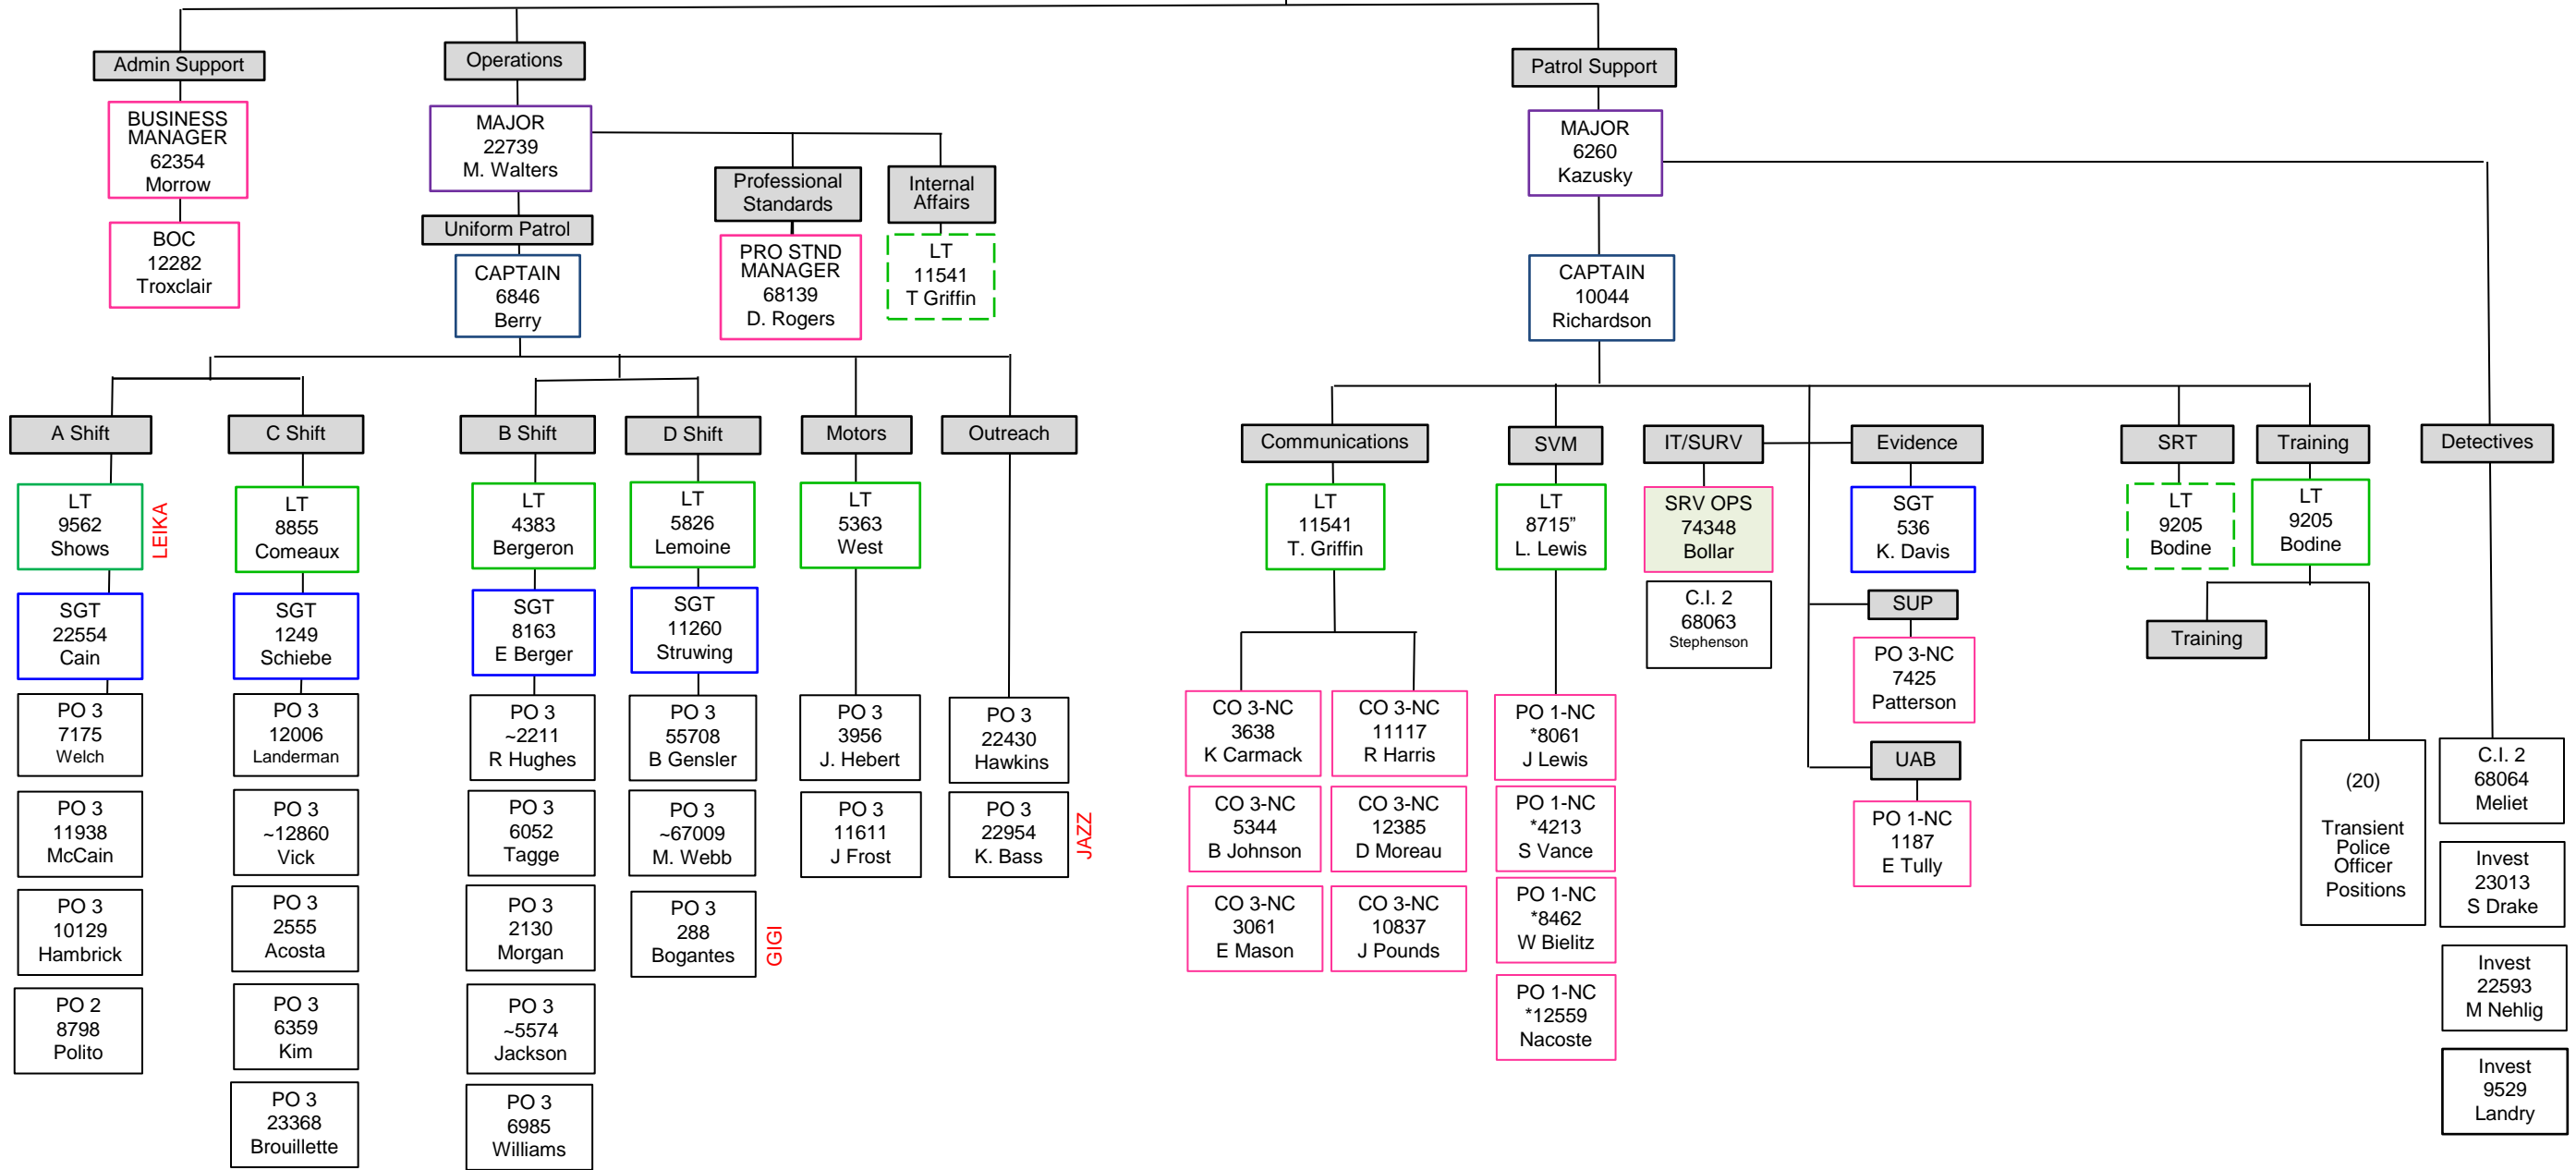 Admin Support
BUSINESS
MANAGER
62354
Morrow
BOC
12282
Troxclair
Operations
MAJOR
22739
M. Walters
Professional
Standards
PRO STND
MANAGER
68139
D. Rogers
Internal
Affairs
LT
11541
T Griffin
Uniform Patrol
CAPTAIN
6846
Berry
A Shift
LT
9562
Shows
LEIKA
SGT
22554
Cain
PO 3
7175
Welch
PO 3
11938
McCain
PO 3
10129
Hambrick
PO 2
8798
Polito
C Shift
LT
8855
Comeaux
SGT
1249
Schiebe
PO 3
12006
Landerman
PO 3
~12860
Vick
PO 3
2555
Acosta
PO 3
6359
Kim
PO 3
23368
Brouillette
B Shift
LT
4383
Bergeron
SGT
8163
E Berger
PO 3
~2211
R Hughes
PO 3
6052
Tagge
PO 3
2130
Morgan
PO 3
~5574
Jackson
PO 3
6985
Williams
D Shift
LT
5826
Lemoine
SGT
11260
Struwing
PO 3
55708
B Gensler
PO 3
~67009
M. Webb
PO 3
288
Bogantes
GIGI
Motors
LT
5363
West
PO 3
3956
J. Hebert
PO 3
11611
J Frost
Outreach
PO 3
22430
Hawkins
PO 3
22954
K. Bass
JAZZ
Patrol Support
MAJOR
6260
Kazusky
CAPTAIN
10044
Richardson
Communications
LT
11541
T. Griffin
CO 3-NC
3638
K Carmack
CO 3-NC
5344
B Johnson
CO 3-NC
3061
E Mason
CO 3-NC
11117
R Harris
CO 3-NC
12385
D Moreau
CO 3-NC
10837
J Pounds
SVM
LT
8715”
L. Lewis
PO 1-NC
*8061
J Lewis
PO 1-NC
*4213
S Vance
PO 1-NC
*8462
W Bielitz
PO 1-NC
*12559
Nacoste
IT/SURV
SRV OPS
74348
Bollar
C.I. 2
68063
Stephenson
Evidence
SGT
536
K. Davis
SUP
PO 3-NC
7425
Patterson
UAB
PO 1-NC
1187
E Tully
SRT
LT
9205
Bodine
Training
LT
9205
Bodine
Training
(20)
Transient
Police
Officer
Positions
Detectives
C.I. 2
68064
Meliet
Invest
23013
S Drake
Invest
22593
M Nehlig
Invest
9529
Landry